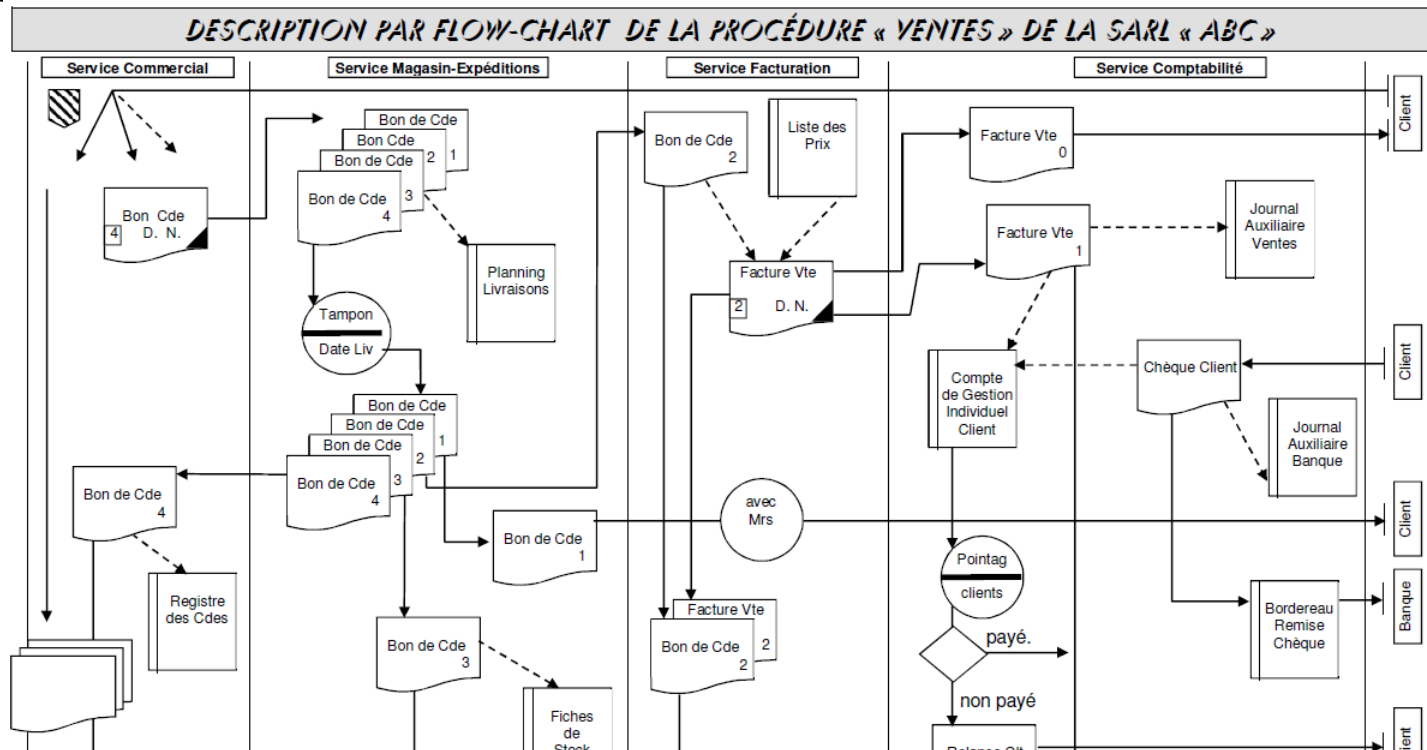 DESCRIPTION PAR FLOW-CHART DE LA PROCÉDURE « VENTES » DE LA SARL « ABC »
Service Commercial
Service Magasin-Expéditions
Service Facturation
Service Comptabilité
Client
Bon de Cde
1
Bon de Cde
2
Bon de Cde
3
Bon de Cde
4
Bon Cde
4
D. N.
Planning
Livraisons
Tampon
Date Liv
Bon de Cde
1
Bon de Cde
2
Bon de Cde
3
Bon de Cde
4
Bon de Cde
4
Registre
des Cdes
Bon de Cde
1
Bon de Cde
3
Fiches
de
Stock
Bon de Cde
2
Liste des
Prix
Facture Vte
2
D. N.
avec
Mrs
Facture Vte
2
Bon de Cde
2
Facture Vte
0
Facture Vte
1
Journal
Auxiliaire
Ventes
Compte
de Gestion
Individuel
Client
Chèque Client
Client
Journal
Auxiliaire
Banque
Client
Pointag
clients
payé.
non payé
Bordereau
Remise
Chèque
Banque